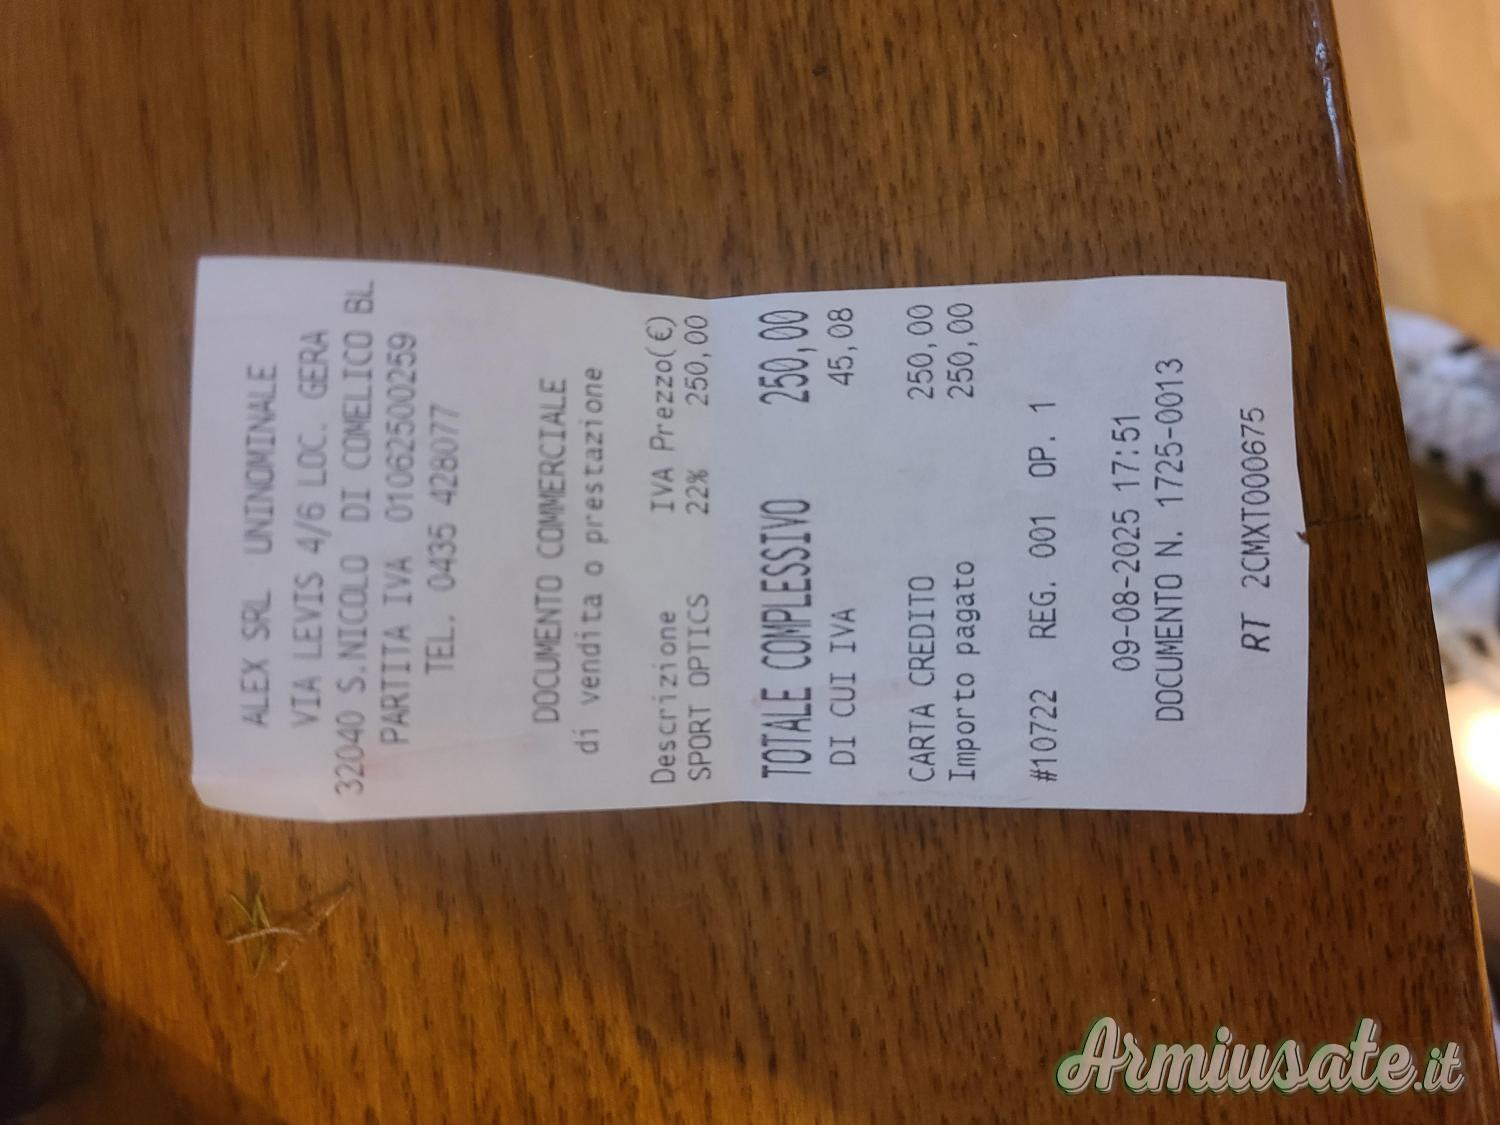 ALEX SRL UNINOMINALE
VIA LEVIS 4/6 LOC. GERA
32040 S.NICOLO DI COMELICO BL
PARTITA IVA 01062500259
TEL. 0435 428077
DOCUMENTO COMMERCIALE
di vendita o prestazione
Descrizione IVA Prezzo(€)
SPORT OPTICS 22% 250,00
TOTALE COMPLESSIVO 250,00
DI CUI IVA 45,08
CARTA CREDITO 250,00
Importo pagato 250,00
#10722 REG. 001 OP. 1
09-08-2025 17:51
DOCUMENTO N. 1725-0013
RT 2CMXT000675
Armiusate.it